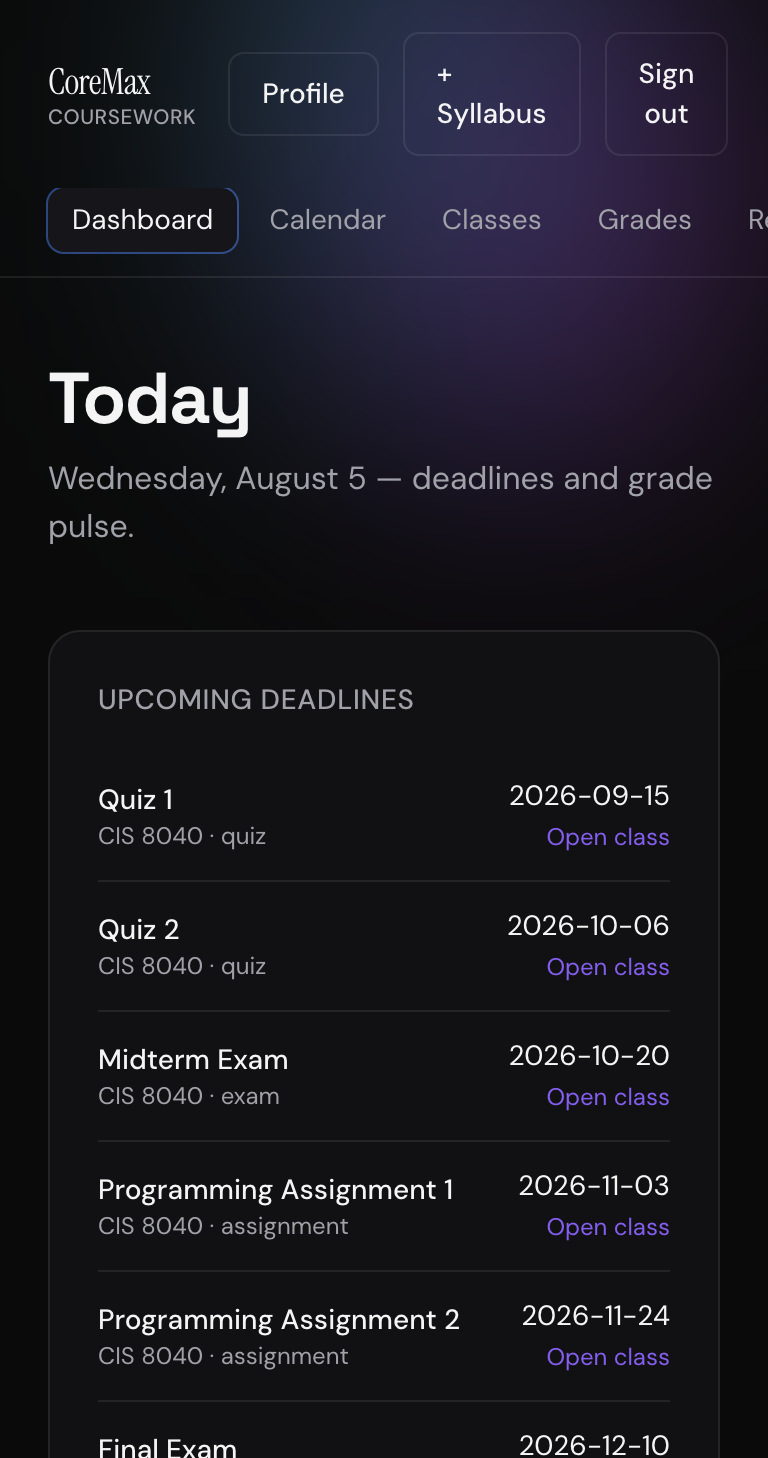 CoreMax
COURSEWORK
Profile
+
Syllabus
Sign
out
Dashboard Calendar Classes Grades
Today
Wednesday, August 5 — deadlines and grade
pulse.
UPCOMING DEADLINES
Quiz 1 2026-09-15
CIS 8040 · quiz Open class
Quiz 2 2026-10-06
CIS 8040 · quiz Open class
Midterm Exam 2026-10-20
CIS 8040 · exam Open class
Programming Assignment 1 2026-11-03
CIS 8040 · assignment Open class
Programming Assignment 2 2026-11-24
CIS 8040 · assignment Open class
Final Exam 2026-12-10